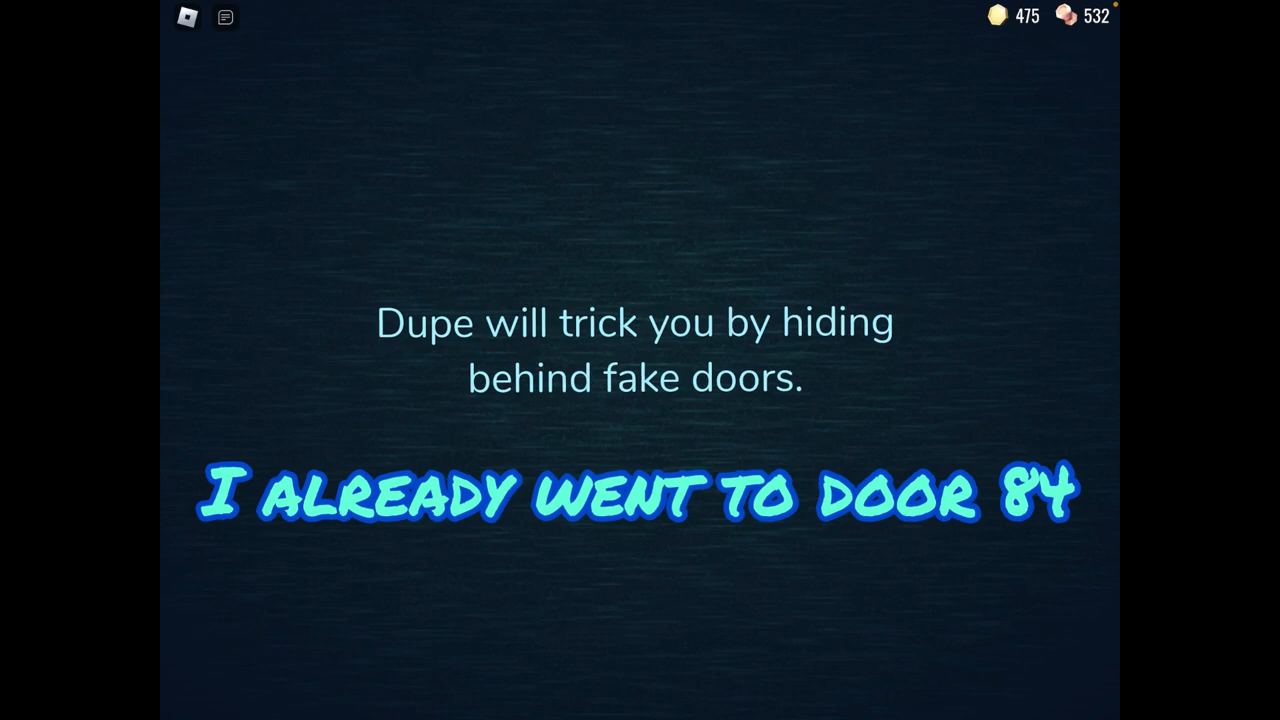 475 532
Dupe will trick you by hiding
behind fake doors.
I ALREADY WENT TO DOOR 84